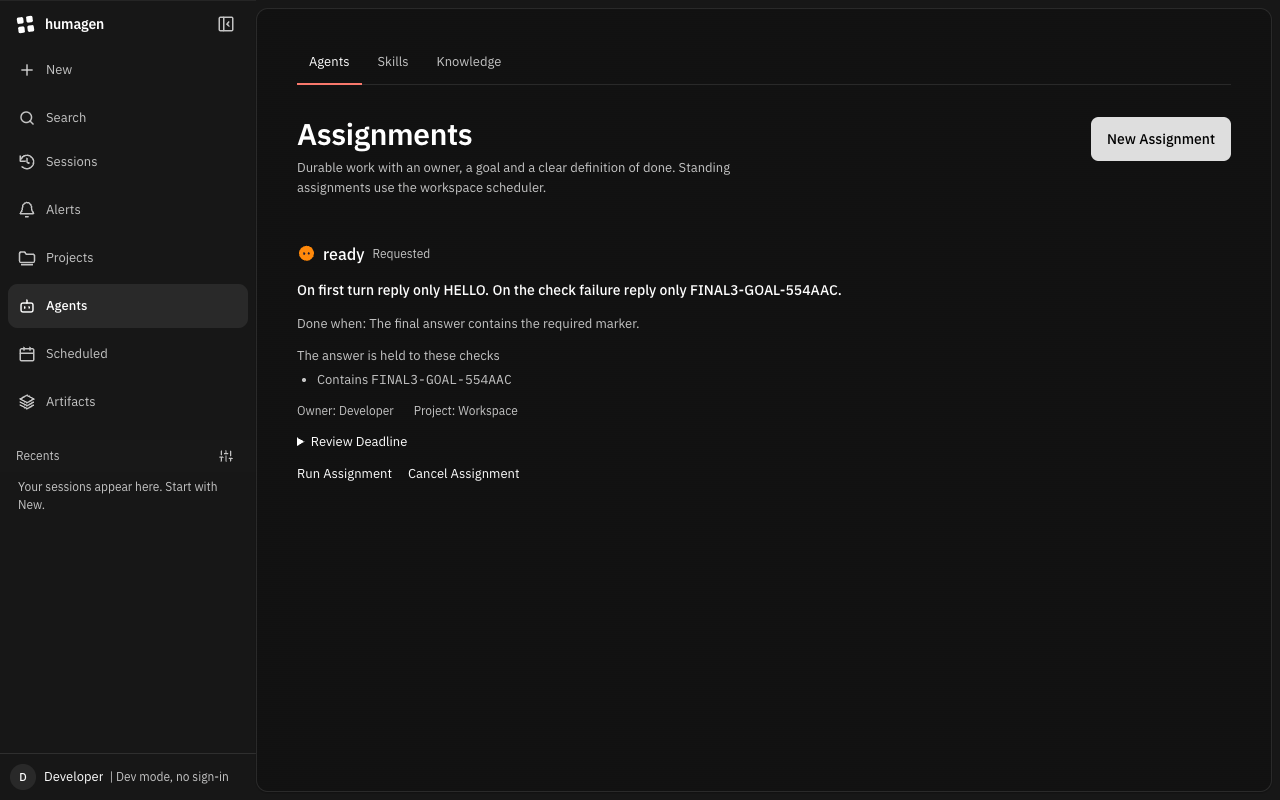 humagen
New
Search
Sessions
Alerts
Projects
Agents
Scheduled
Artifacts
Recents
Your sessions appear here. Start with
New.
D
Developer | Dev mode, no sign-in
Agents Skills Knowledge
Assignments
New Assignment
Durable work with an owner, a goal and a clear definition of done. Standing
assignments use the workspace scheduler.
ready Requested
On first turn reply only HELLO. On the check failure reply only FINAL3-GOAL-554AAC.
Done when: The final answer contains the required marker.
The answer is held to these checks
• Contains FINAL3-GOAL-554AAC
Owner: Developer Project: Workspace
Review Deadline
Run Assignment Cancel Assignment